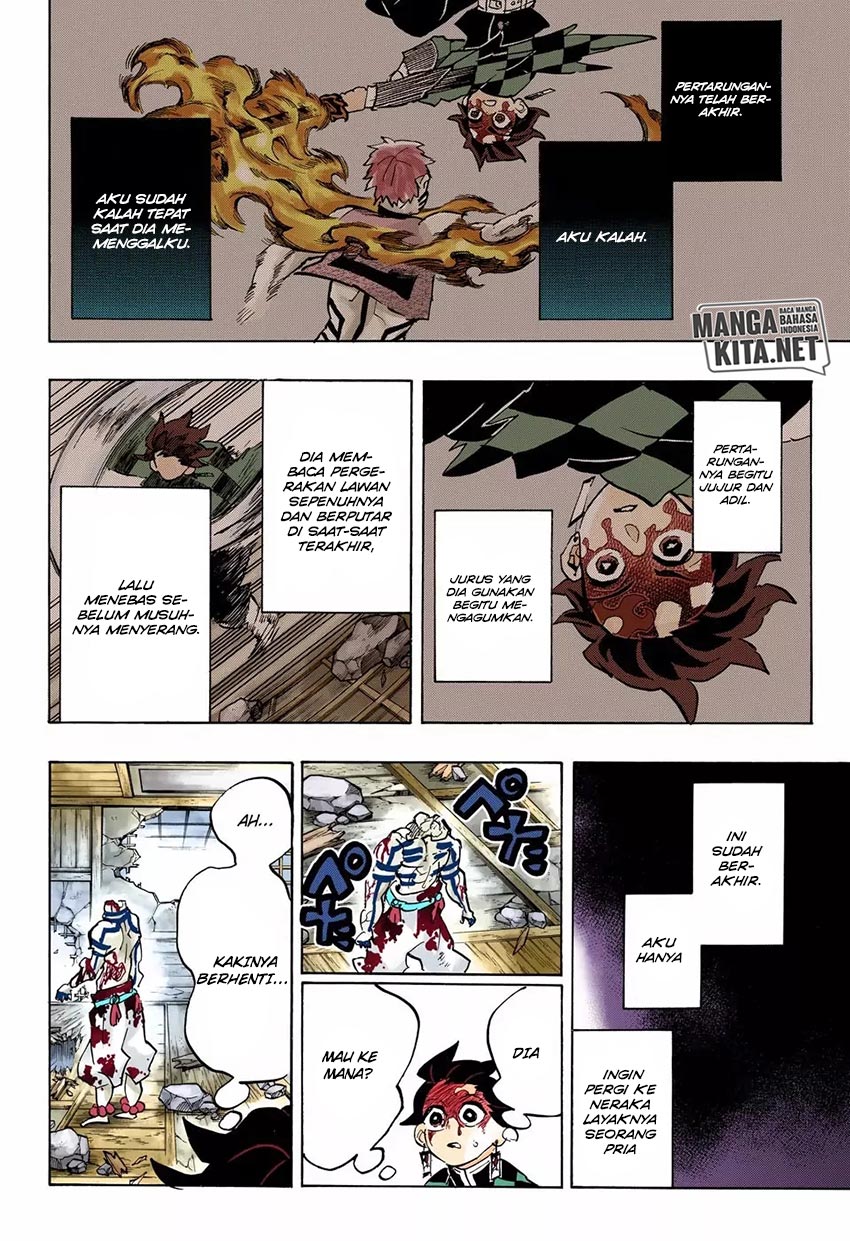 PERTARUNGAN-
NYA TELAH BER-
AKHIR.
AKU KALAH.
AKU SUDAH
KALAH TEPAT
SAAT DIA ME-
MENGGALKU.
MANGA
KITA.NET
BACA MANGA
BAHASA
INDONESIA
PERTA-
RUNGAN-
NYA BEGITU
JUJUR DAN
ADIL.
JURUS YANG
DIA GUNAKAN
BEGITU ME-
NGAGUMKAN.
DIA MEM-
BACA PERGE-
RAKAN LAWAN
SEPENUHNYA
DAN BERPUTAR
DI SAAT-SAAT
TERAKHIR,
LALU
MENEBAS SE-
BELUM MUSUH-
NYA MENYERANG.
INI
SUDAH
BER-
AKHIR.
AKU
HANYA
INGIN
PERGI KE
NERAKA
LAYAKNYA
SEORANG
PRIA
ペタ
ペタ
DIA
MAU KE
MANA?
AH...
KAKINYA
BERHENTI...